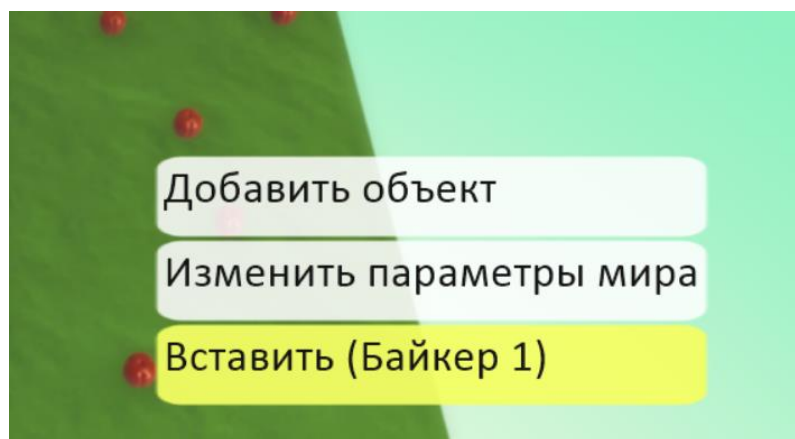 Добавить объект
Изменить параметры мира
Вставить (Байкер 1)